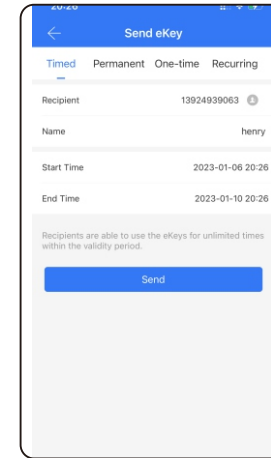 20:26
Send eKey
Timed Permanent One-time Recurring
Recipient 13924939063
Name henry
Start Time 2023-01-06 20:26
End Time 2023-01-10 20:26
Recipients are able to use the eKeys for unlimited times
within the validity period.
Send